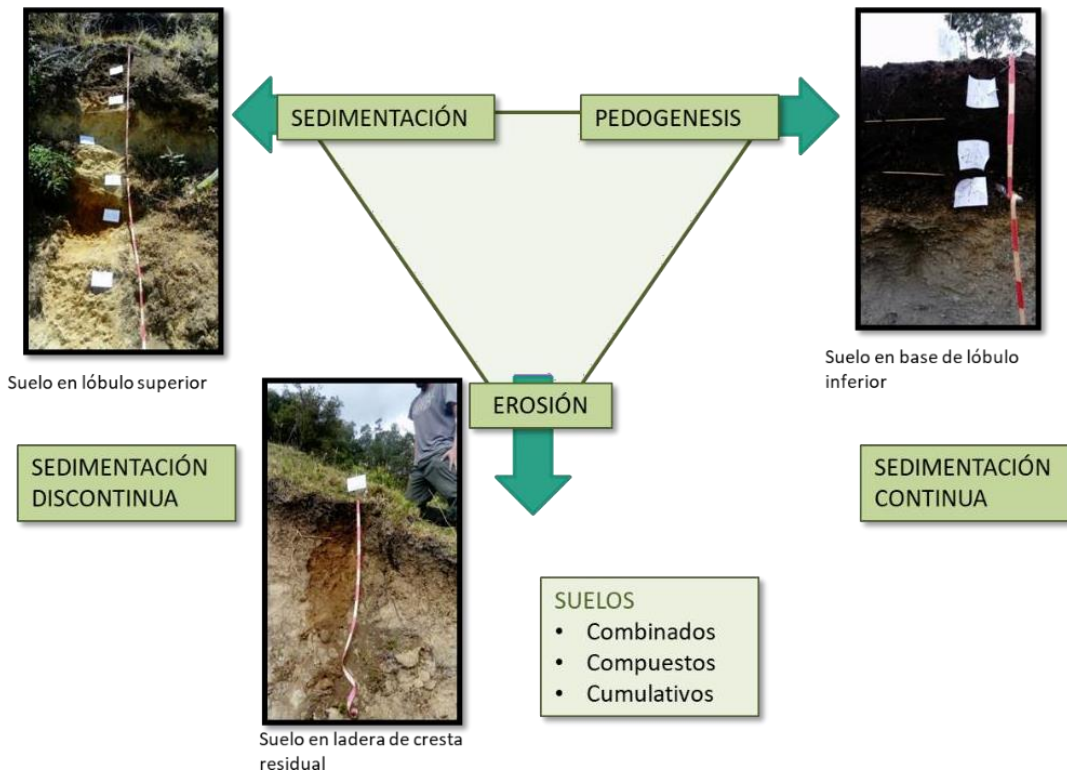 SEDIMENTACIÓN
PEDOGENESIS
Suelo en lóbulo superior
Suelo en base de lóbulo
inferior
EROSIÓN
SEDIMENTACIÓN
DISCONTINUA
SEDIMENTACIÓN
CONTINUA
SUELOS
• Combinados
• Compuestos
• Cumulativos
Suelo en ladera de cresta
residual